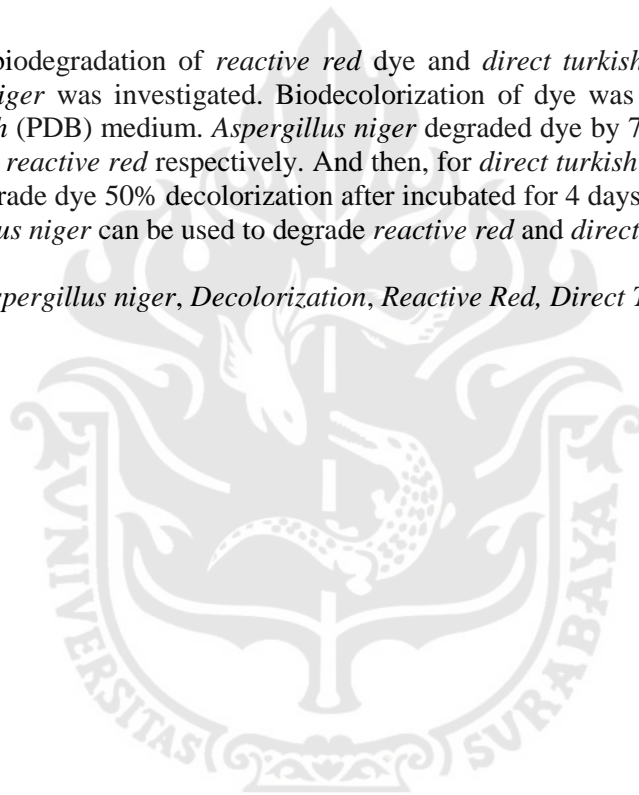 biodegradation of reactive red dye and direct turkish
iger was investigated. Biodecolorization of dye was
h (PDB) medium. Aspergillus niger degraded dye by 7
reactive red respectively. And then, for direct turkish
rade dye 50% decolorization after incubated for 4 days
us niger can be used to degrade reactive red and direct
spergillus niger, Decolorization, Reactive Red, Direct T
UNIVERSITAS SURABAYA